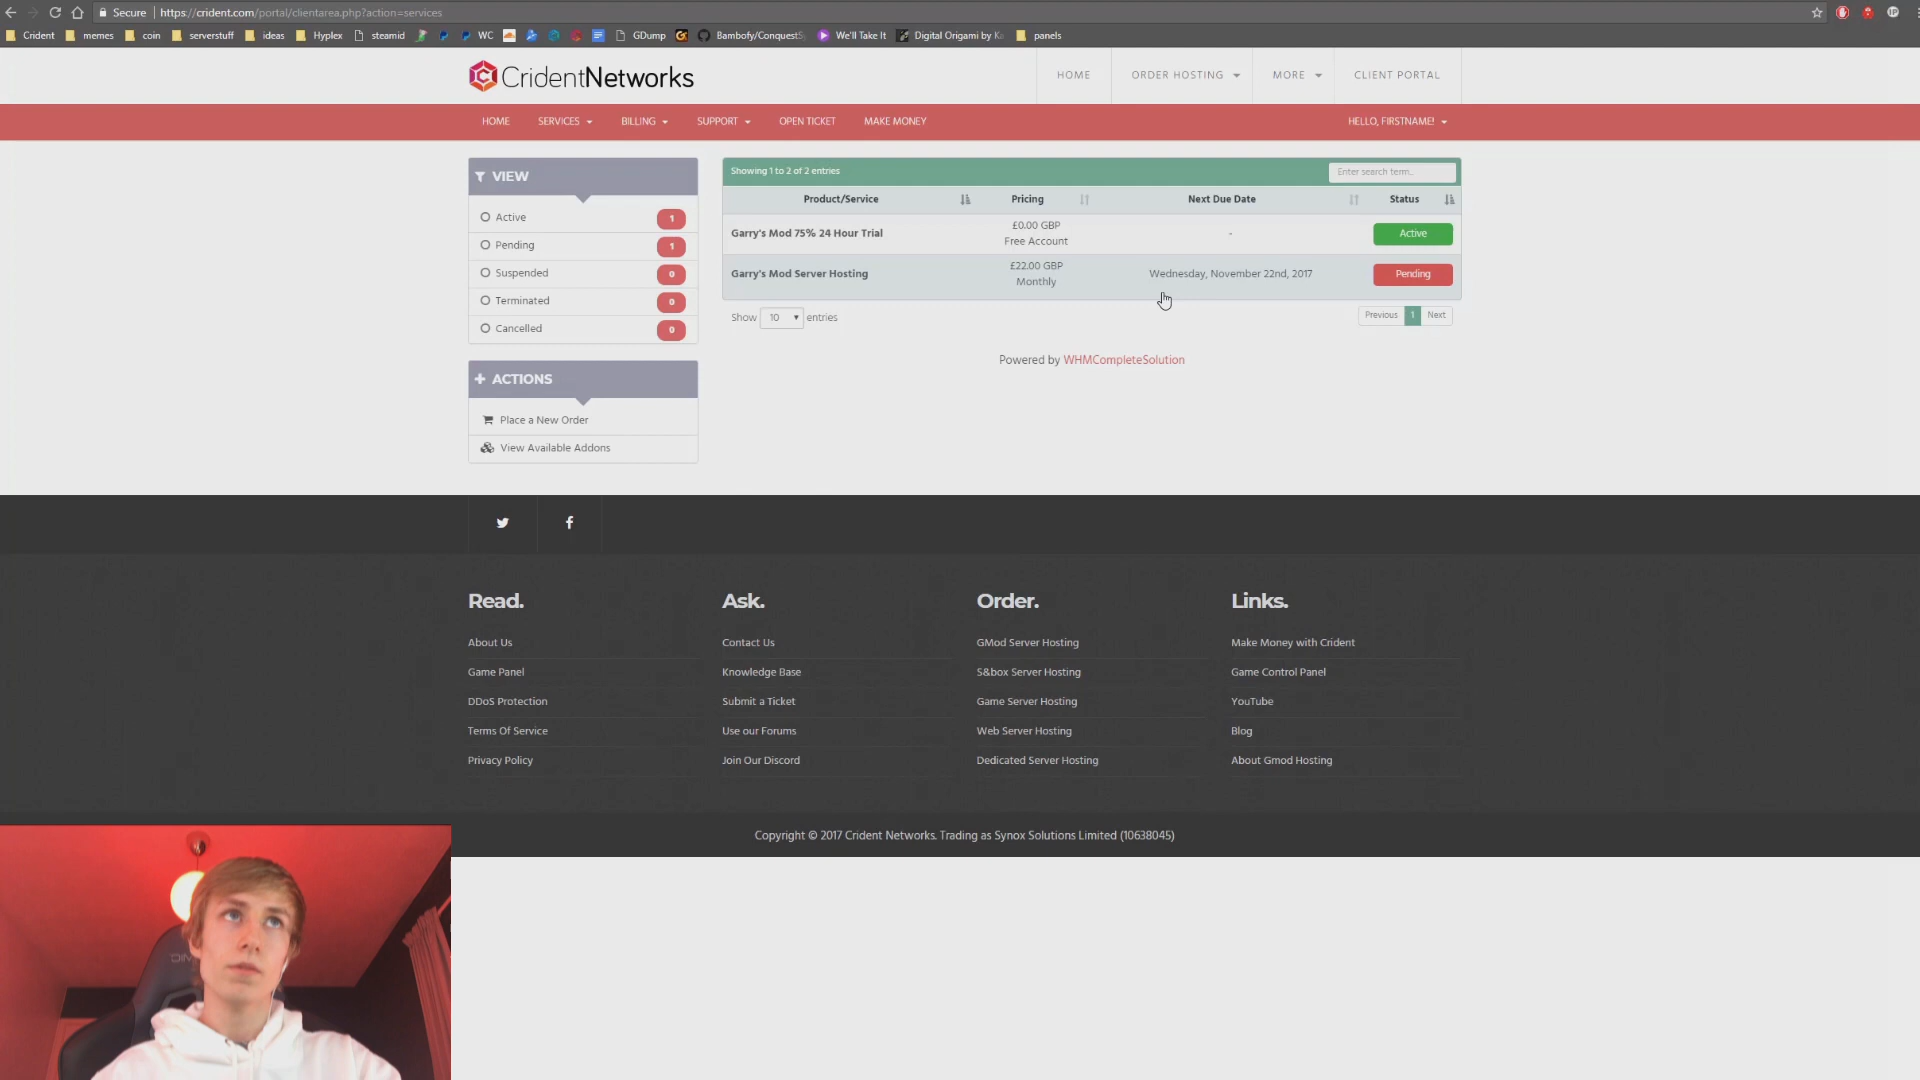 Secure https://crident.com/portal/clientarea.php?action=services
Crident memes coin serverstuff ideas Hyplex steamid WC GDump Bambofy/ConquestS We'll Take It Digital Origami by panels
CridentNetworks
HOME ORDER HOSTING MORE CLIENT PORTAL
HOME SERVICES BILLING SUPPORT OPEN TICKET MAKE MONEY HELLO, FIRSTNAME!
VIEW
Active 1
Pending 1
Suspended 0
Terminated 0
Cancelled 0
ACTIONS
Place a New Order
View Available Addons
Showing 1 to 2 of 2 entries Enter search term...
Product/Service Pricing Next Due Date Status
Garry's Mod 75% 24 Hour Trial £0.00 GBP - Active
Free Account
Garry's Mod Server Hosting £22.00 GBP Wednesday, November 22nd, 2017 Pending
Monthly
Show 10 entries Previous 1 Next
Powered by WHMCompleteSolution
Read.
About Us
Game Panel
DDoS Protection
Terms Of Service
Privacy Policy
Ask.
Contact Us
Knowledge Base
Submit a Ticket
Use our Forums
Join Our Discord
Order.
GMod Server Hosting
S&box Server Hosting
Game Server Hosting
Web Server Hosting
Dedicated Server Hosting
Links.
Make Money with Crident
Game Control Panel
YouTube
Blog
About Gmod Hosting
Copyright © 2017 Crident Networks. Trading as Synox Solutions Limited (10638045)